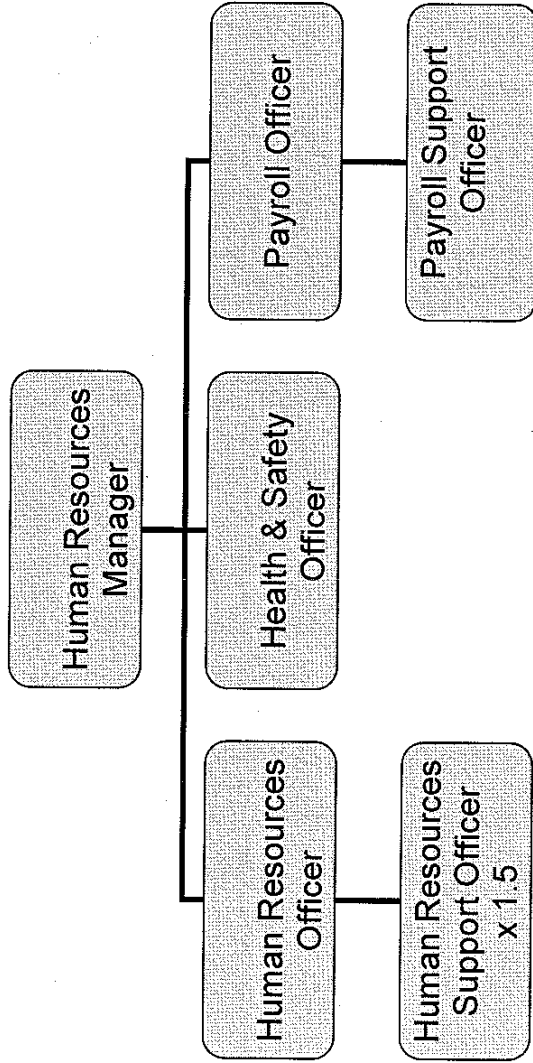 Human Resources
Manager
Human Resources
Officer
Health & Safety
Officer
Payroll Officer
Human Resources
Support Officer
x 1.5
Payroll Support
Officer